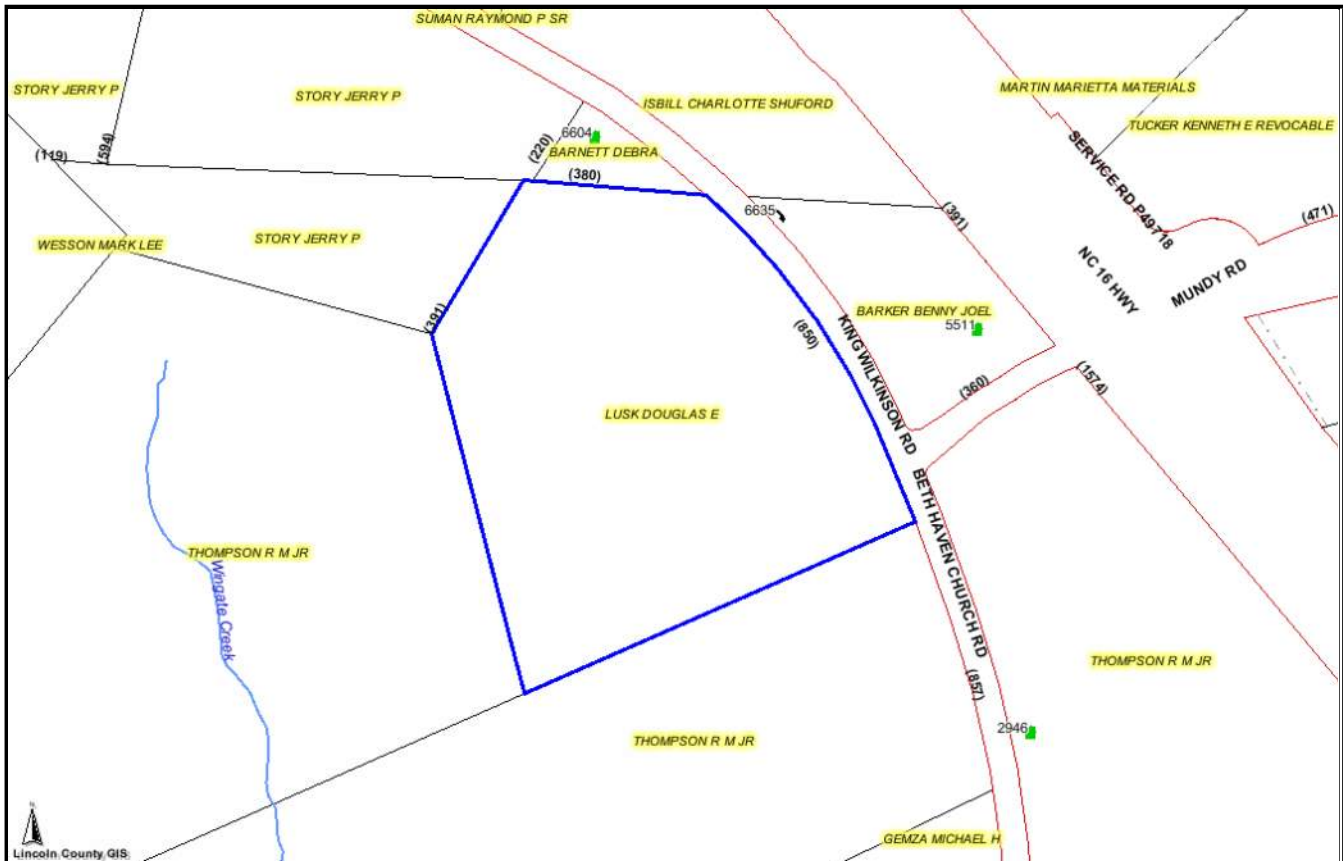 SUMAN RAYMOND P SR
STORY JERRY P
STORY JERRY P
ISBILL CHARLOTTE SHUFORD
MARTIN MARIETTA MATERIALS
TUCKER KENNETH E REVOCABLE
(119)
(594)
(220)
6604
BARNETT DEBRA
(380)
SERVICE RD P49-718
6635
(391)
(471)
WESSON MARK LEE
STORY JERRY P
NC 16 HWY
MUNDY RD
(391)
(850)
KING WILKINSON RD
BARKER BENNY JOEL
5511
(360)
(1574)
LUSK DOUGLAS E
BETH HAVEN CHURCH RD
THOMPSON R M JR
Wingate Creek
THOMPSON R M JR
(857)
2946
THOMPSON R M JR
GEMZA MICHAEL H
N
Lincoln County GIS